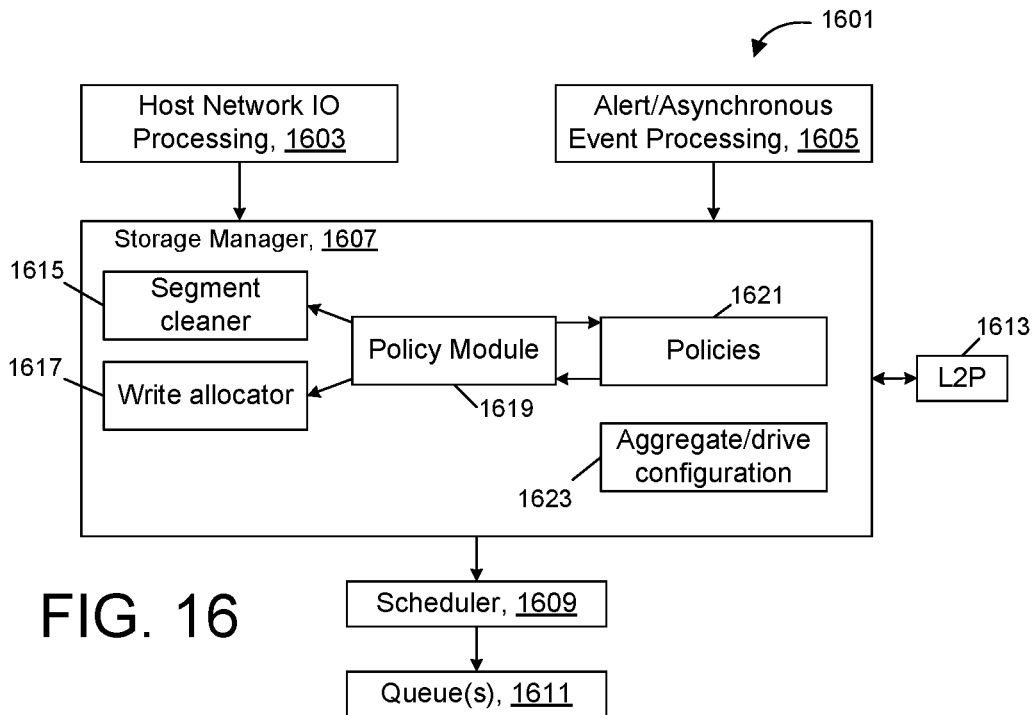 1601
Host Network IO
Processing, 1603
Alert/Asynchronous
Event Processing, 1605
Storage Manager, 1607
1615
Segment
cleaner
1621
1613
Policy Module
Policies
L2P
1617
Write allocator
1619
Aggregate/drive
configuration
1623
Scheduler, 1609
FIG. 16
Queue(s), 1611